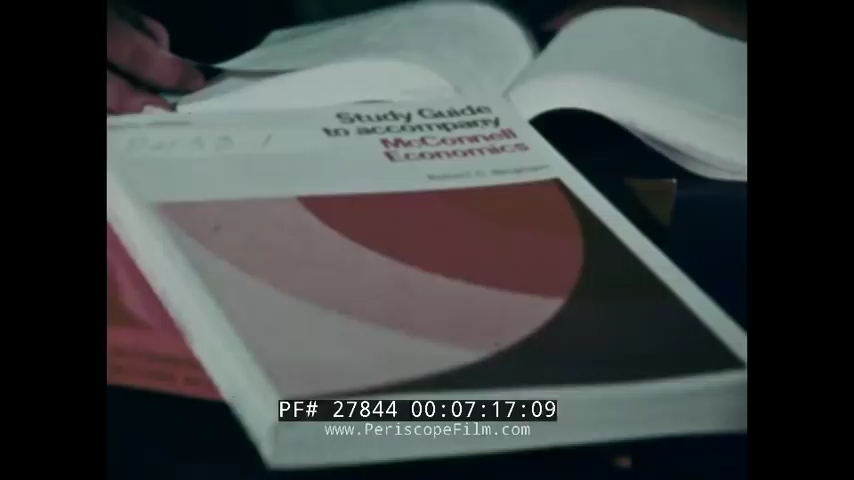 Study Guide
to accompany
McConnell
Economics
PF# 27844 00:07:17:09
www.PeriscopeFilm.com